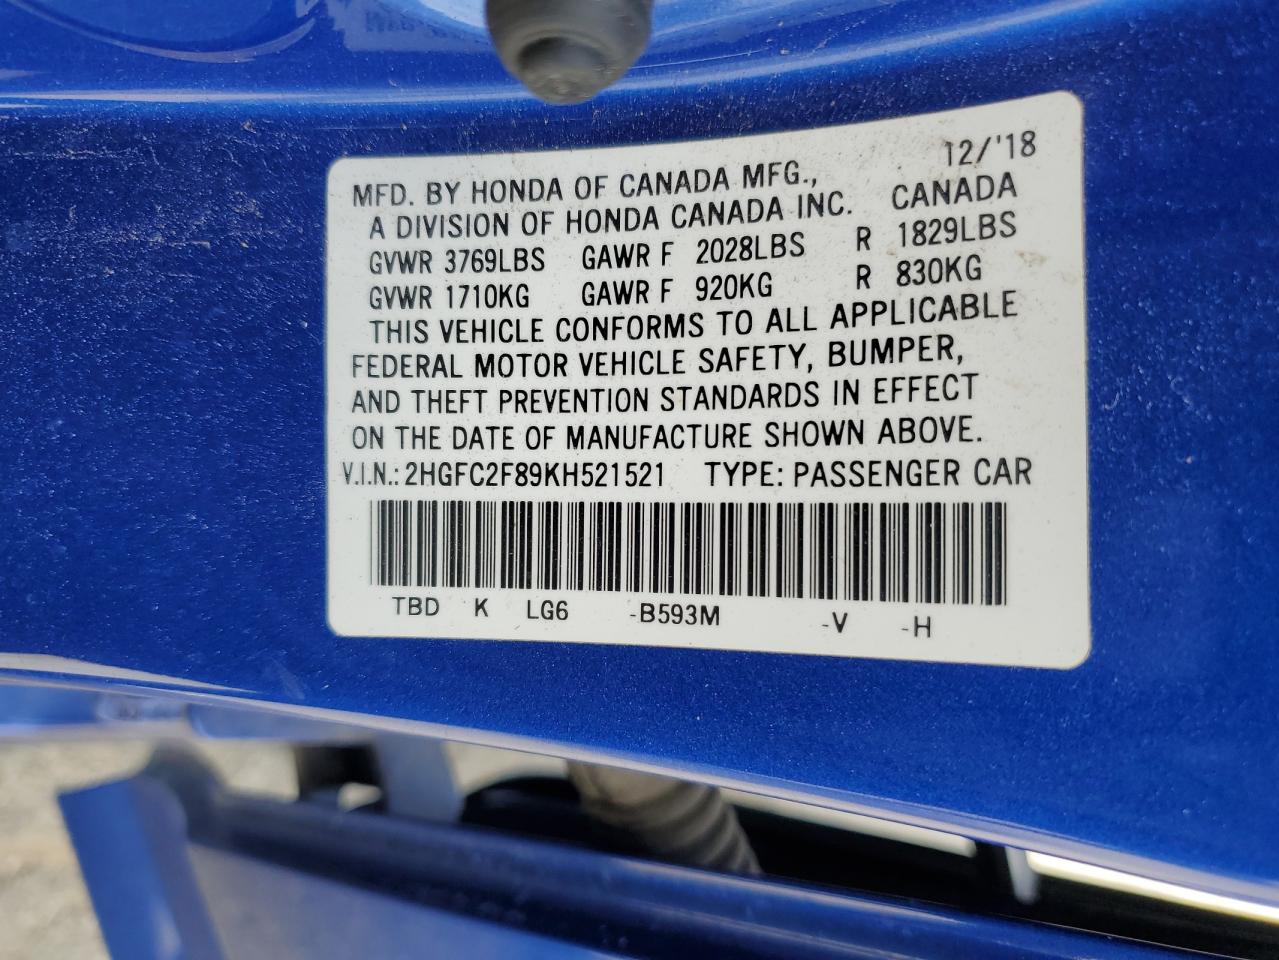 12/'18
MFD. BY HONDA OF CANADA MFG.,
A DIVISION OF HONDA CANADA INC. CANADA
GVWR 3769LBS GAWR F 2028LBS R 1829LBS
GVWR 1710KG GAWR F 920KG R 830KG
THIS VEHICLE CONFORMS TO ALL APPLICABLE
FEDERAL MOTOR VEHICLE SAFETY, BUMPER,
AND THEFT PREVENTION STANDARDS IN EFFECT
ON THE DATE OF MANUFACTURE SHOWN ABOVE.
V.I.N.: 2HGFC2F89KH521521 TYPE: PASSENGER CAR
TBD K LG6 -B593M -V -H